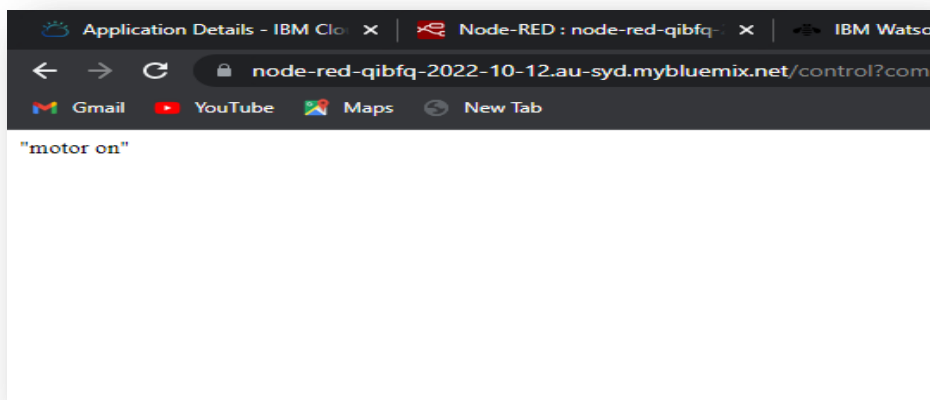 Application Details - IBM Clo
Node-RED : node-red-qibfq-
IBM Watso
node-red-qibfq-2022-10-12.au-syd.mybluemix.net/control?com
Gmail
YouTube
Maps
New Tab
"motor on"